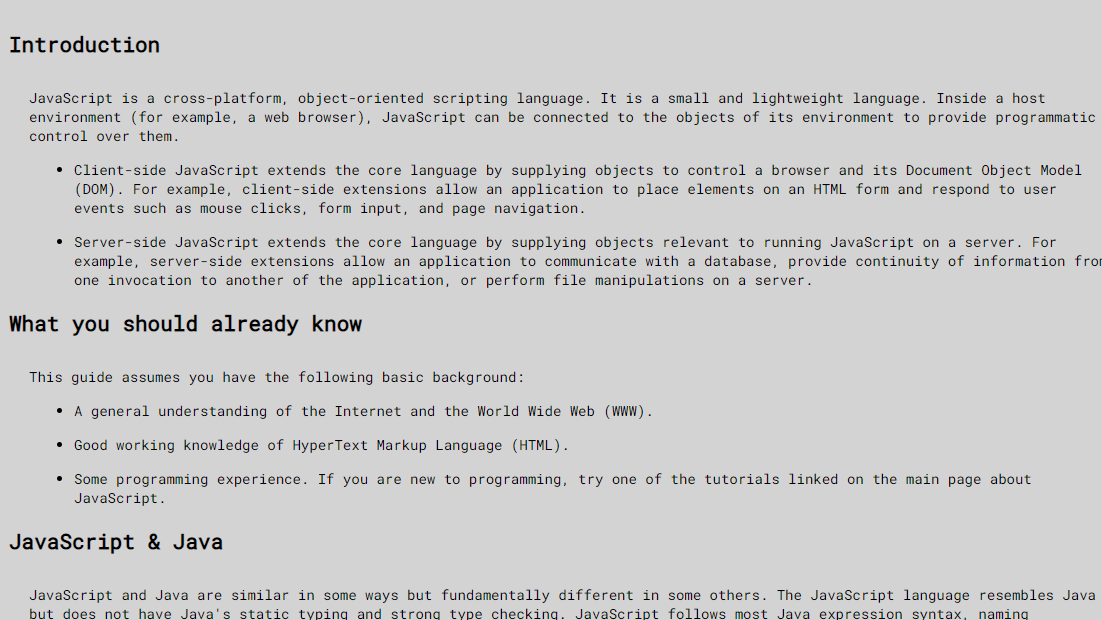 Introduction
JavaScript is a cross-platform, object-oriented scripting language. It is a small and lightweight language. Inside a host
environment (for example, a web browser), JavaScript can be connected to the objects of its environment to provide programmatic
control over them.
• Client-side JavaScript extends the core language by supplying objects to control a browser and its Document Object Model
(DOM). For example, client-side extensions allow an application to place elements on an HTML form and respond to user
events such as mouse clicks, form input, and page navigation.
• Server-side JavaScript extends the core language by supplying objects relevant to running JavaScript on a server. For
example, server-side extensions allow an application to communicate with a database, provide continuity of information from
one invocation to another of the application, or perform file manipulations on a server.
What you should already know
This guide assumes you have the following basic background:
• A general understanding of the Internet and the World Wide Web (WWW).
• Good working knowledge of HyperText Markup Language (HTML).
• Some programming experience. If you are new to programming, try one of the tutorials linked on the main page about
JavaScript.
JavaScript & Java
JavaScript and Java are similar in some ways but fundamentally different in some others. The JavaScript language resembles Java
but does not have Java's static typing and strong type checking. JavaScript follows most Java expression syntax, naming